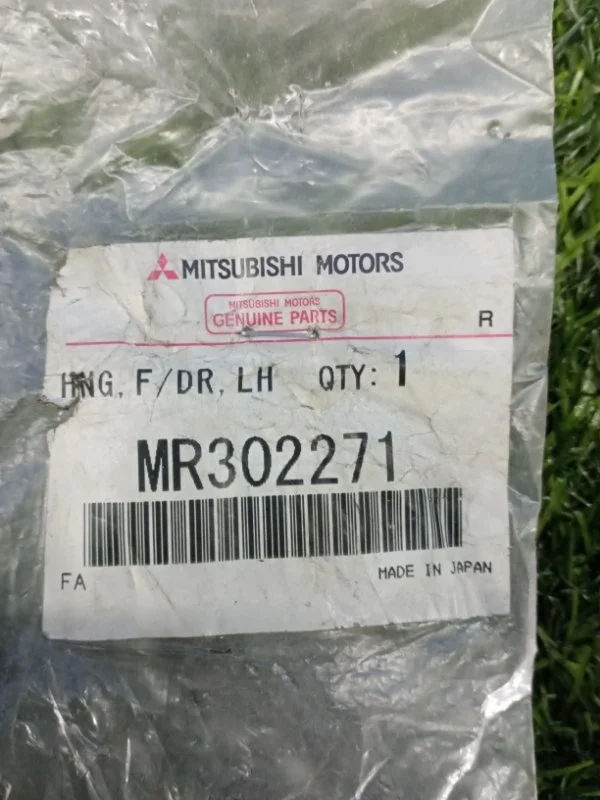 MITSUBISHI MOTORS
MITSUBISHI MOTORS
GENUINE PARTS
R
HNG, F/DR, LH QTY: 1
MR302271
FA
MADE IN JAPAN